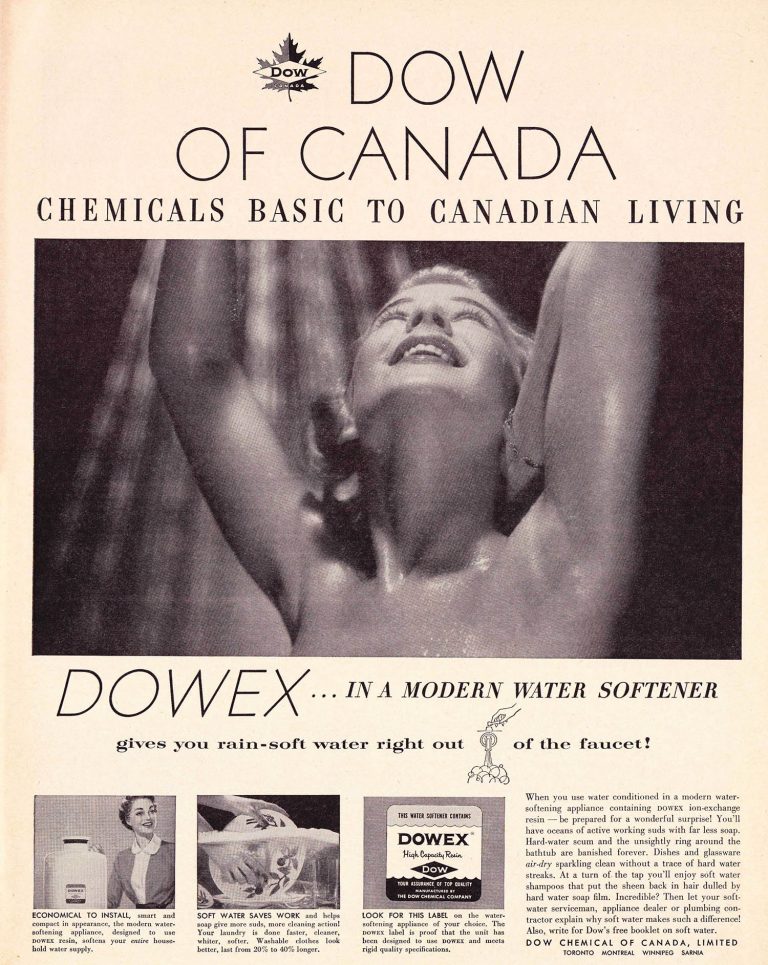 DOW
CANADA
DOW
OF CANADA
CHEMICALS BASIC TO CANADIAN LIVING
DOWEX ... IN A MODERN WATER SOFTENER
gives you rain-soft water right out of the faucet!
DOWEX
ECONOMICAL TO INSTALL, smart and
compact in appearance, the modern water-
softening appliance, designed to use
DOWEX resin, softens your entire house-
hold water supply.
SOFT WATER SAVES WORK and helps
soap give more suds, more cleaning action!
Your laundry is done faster, cleaner,
whiter, softer. Washable clothes look
better, last from 20% to 40% longer.
THIS WATER SOFTENER CONTAINS
DOWEX
High Capacity Resin
DOW
YOUR ASSURANCE OF TOP QUALITY
MANUFACTURED BY
THE DOW CHEMICAL COMPANY
LOOK FOR THIS LABEL on the water-
softening appliance of your choice. The
DOWEX label is proof that the unit has
been designed to use DOWEX and meets
rigid quality specifications.
When you use water conditioned in a modern water-
softening appliance containing DOWEX ion-exchange
resin — be prepared for a wonderful surprise! You'll
have oceans of active working suds with far less soap.
Hard-water scum and the unsightly ring around the
bathtub are banished forever. Dishes and glassware
air-dry sparkling clean without a trace of hard water
streaks. At a turn of the tap you'll enjoy soft water
shampoos that put the sheen back in hair dulled by
hard water soap film. Incredible? Then let your soft-
water serviceman, appliance dealer or plumbing con-
tractor explain why soft water makes such a difference!
Also, write for Dow's free booklet on soft water.
DOW CHEMICAL OF CANADA, LIMITED
TORONTO MONTREAL WINNIPEG SARNIA